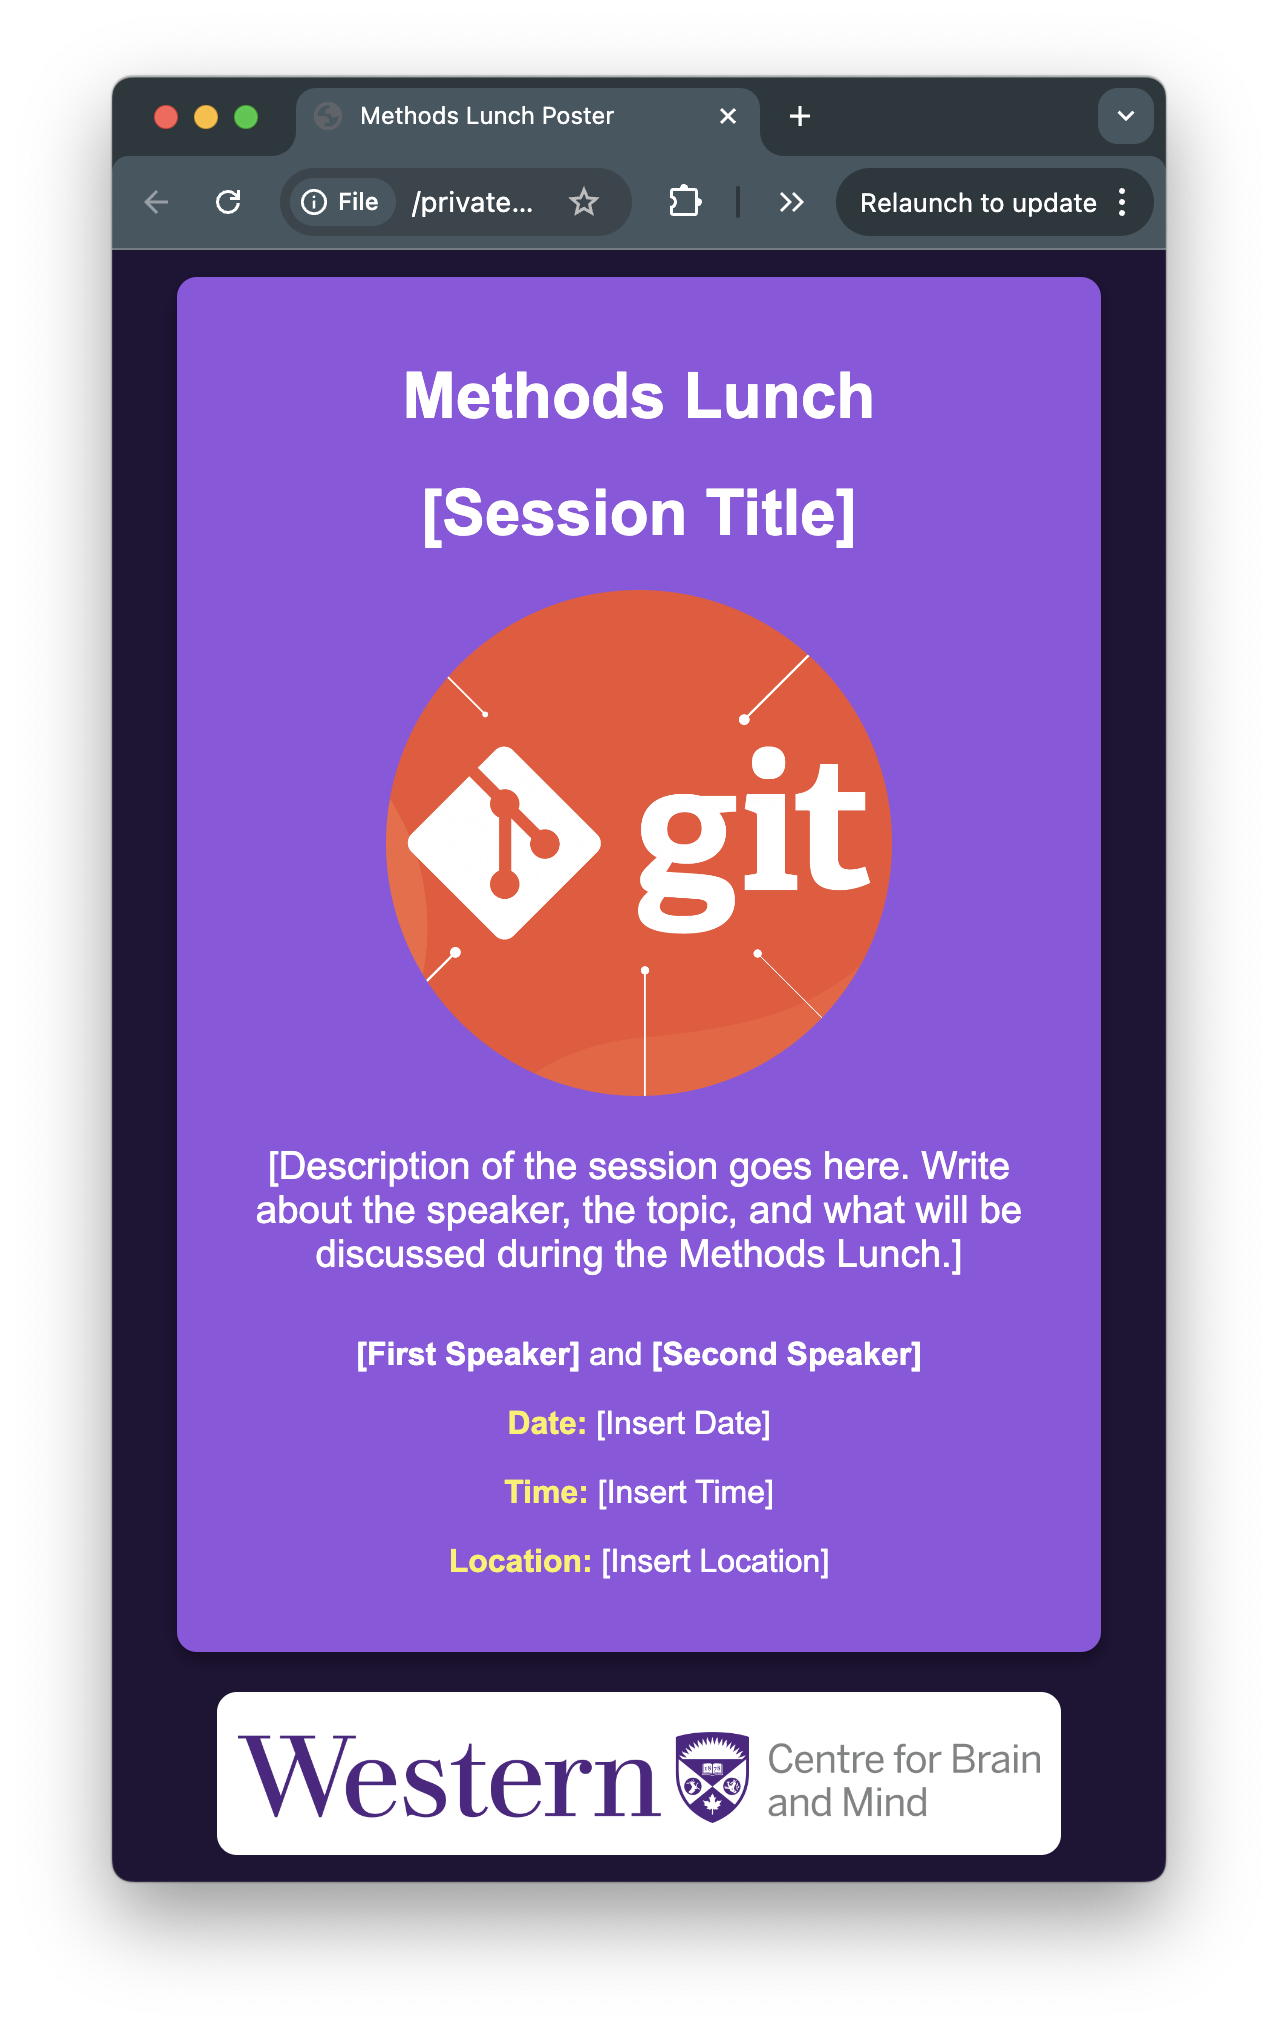 Methods Lunch Poster
File /private... Relaunch to update
Methods Lunch
[Session Title]
git
[Description of the session goes here. Write
about the speaker, the topic, and what will be
discussed during the Methods Lunch.]
[First Speaker] and [Second Speaker]
Date: [Insert Date]
Time: [Insert Time]
Location: [Insert Location]
Western
1878
Centre for Brain
and Mind